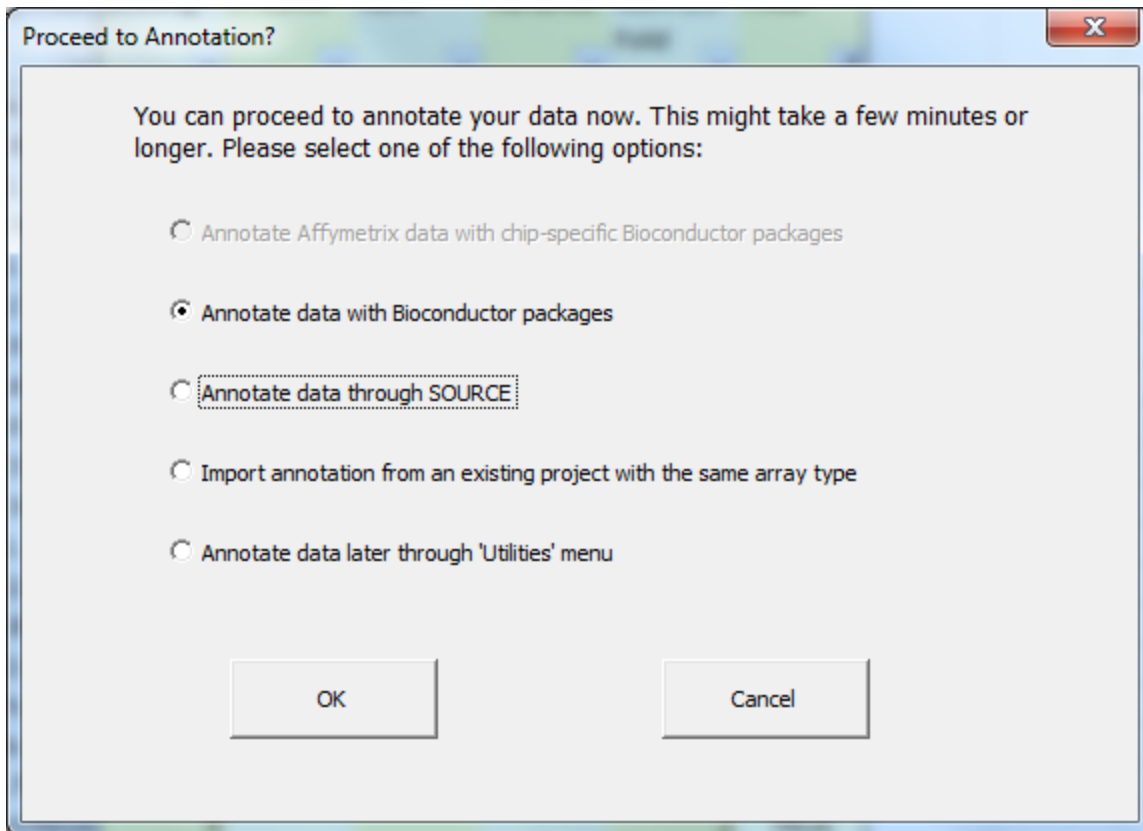 Proceed to Annotation?
You can proceed to annotate your data now. This might take a few minutes or
longer. Please select one of the following options:
Annotate Affymetrix data with chip-specific Bioconductor packages
Annotate data with Bioconductor packages
Annotate data through SOURCE
Import annotation from an existing project with the same array type
Annotate data later through 'Utilities' menu
OK
Cancel